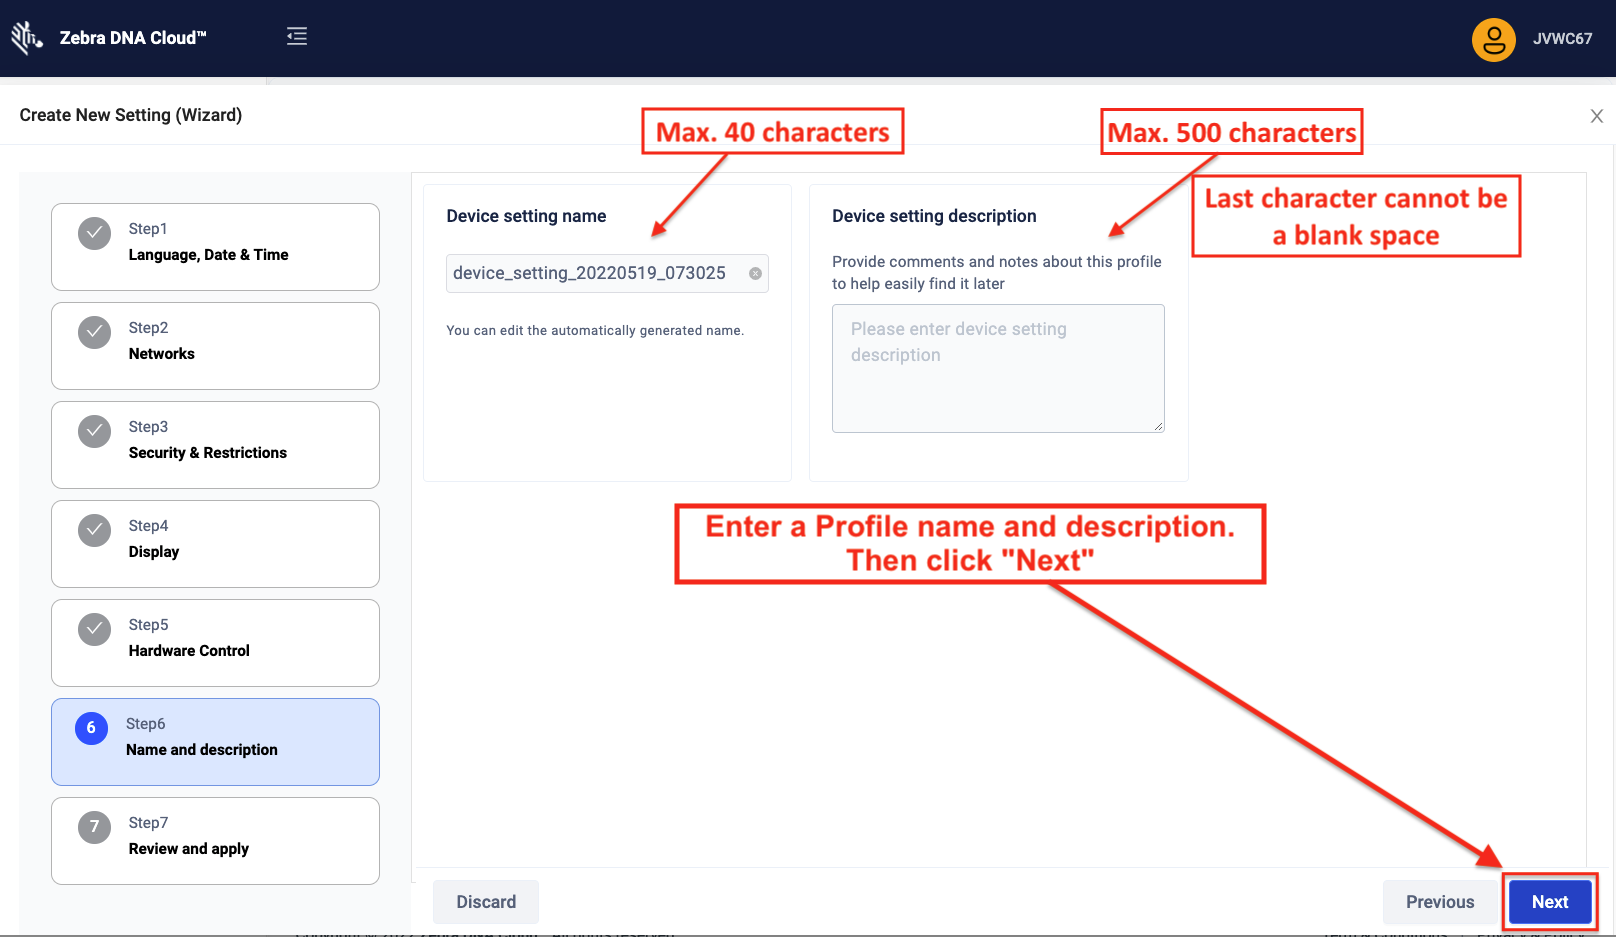 Zebra DNA Cloud™
JVWC67
Create New Setting (Wizard)
Max. 40 characters
Max. 500 characters
Last character cannot be
a blank space
Step1
Language, Date & Time
Step2
Networks
Step3
Security & Restrictions
Step4
Display
Step5
Hardware Control
6
Step6
Name and description
7
Step7
Review and apply
Device setting name
device_setting_20220519_073025
You can edit the automatically generated name.
Device setting description
Provide comments and notes about this profile
to help easily find it later
Please enter device setting
description
Enter a Profile name and description.
Then click "Next"
Discard
Previous
Next